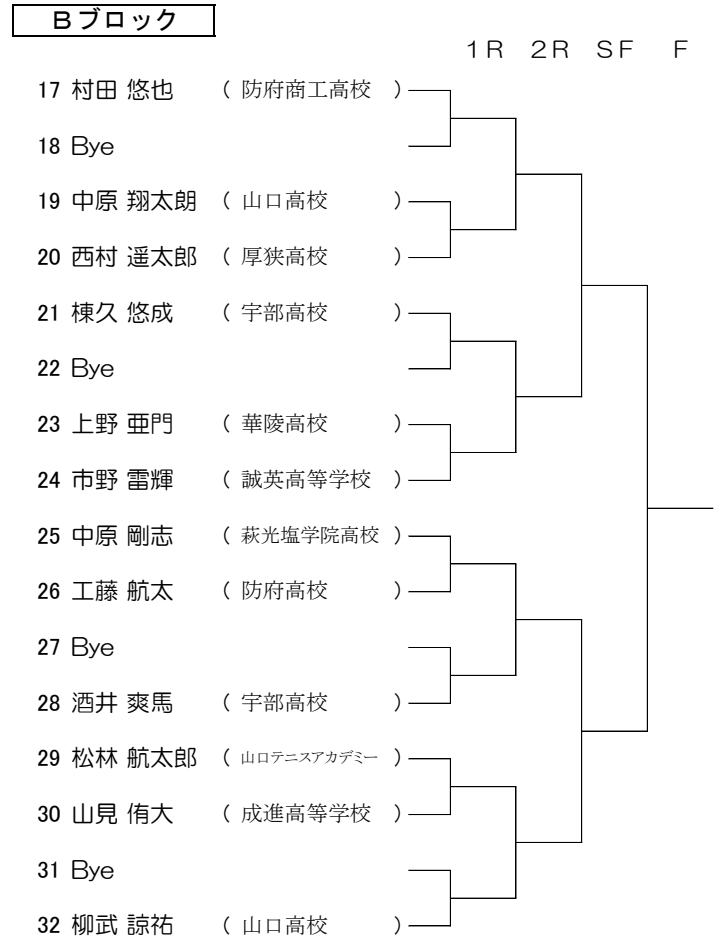 Bブロック
1R 2R SF F
17 村田 悠也 ( 防府商工高校 )
18 Bye
19 中原 翔太朗 ( 山口高校 )
20 西村 遥太郎 ( 厚狭高校 )
21 棟久 悠成 ( 宇部高校 )
22 Bye
23 上野 亜門 ( 華陵高校 )
24 市野 雷輝 ( 誠英高等学校 )
25 中原 剛志 ( 萩光塩学院高校 )
26 工藤 航太 ( 防府高校 )
27 Bye
28 酒井 爽馬 ( 宇部高校 )
29 松林 航太郎 ( 山口テニスアカデミー )
30 山見 侑大 ( 成進高等学校 )
31 Bye
32 柳武 諒祐 ( 山口高校 )